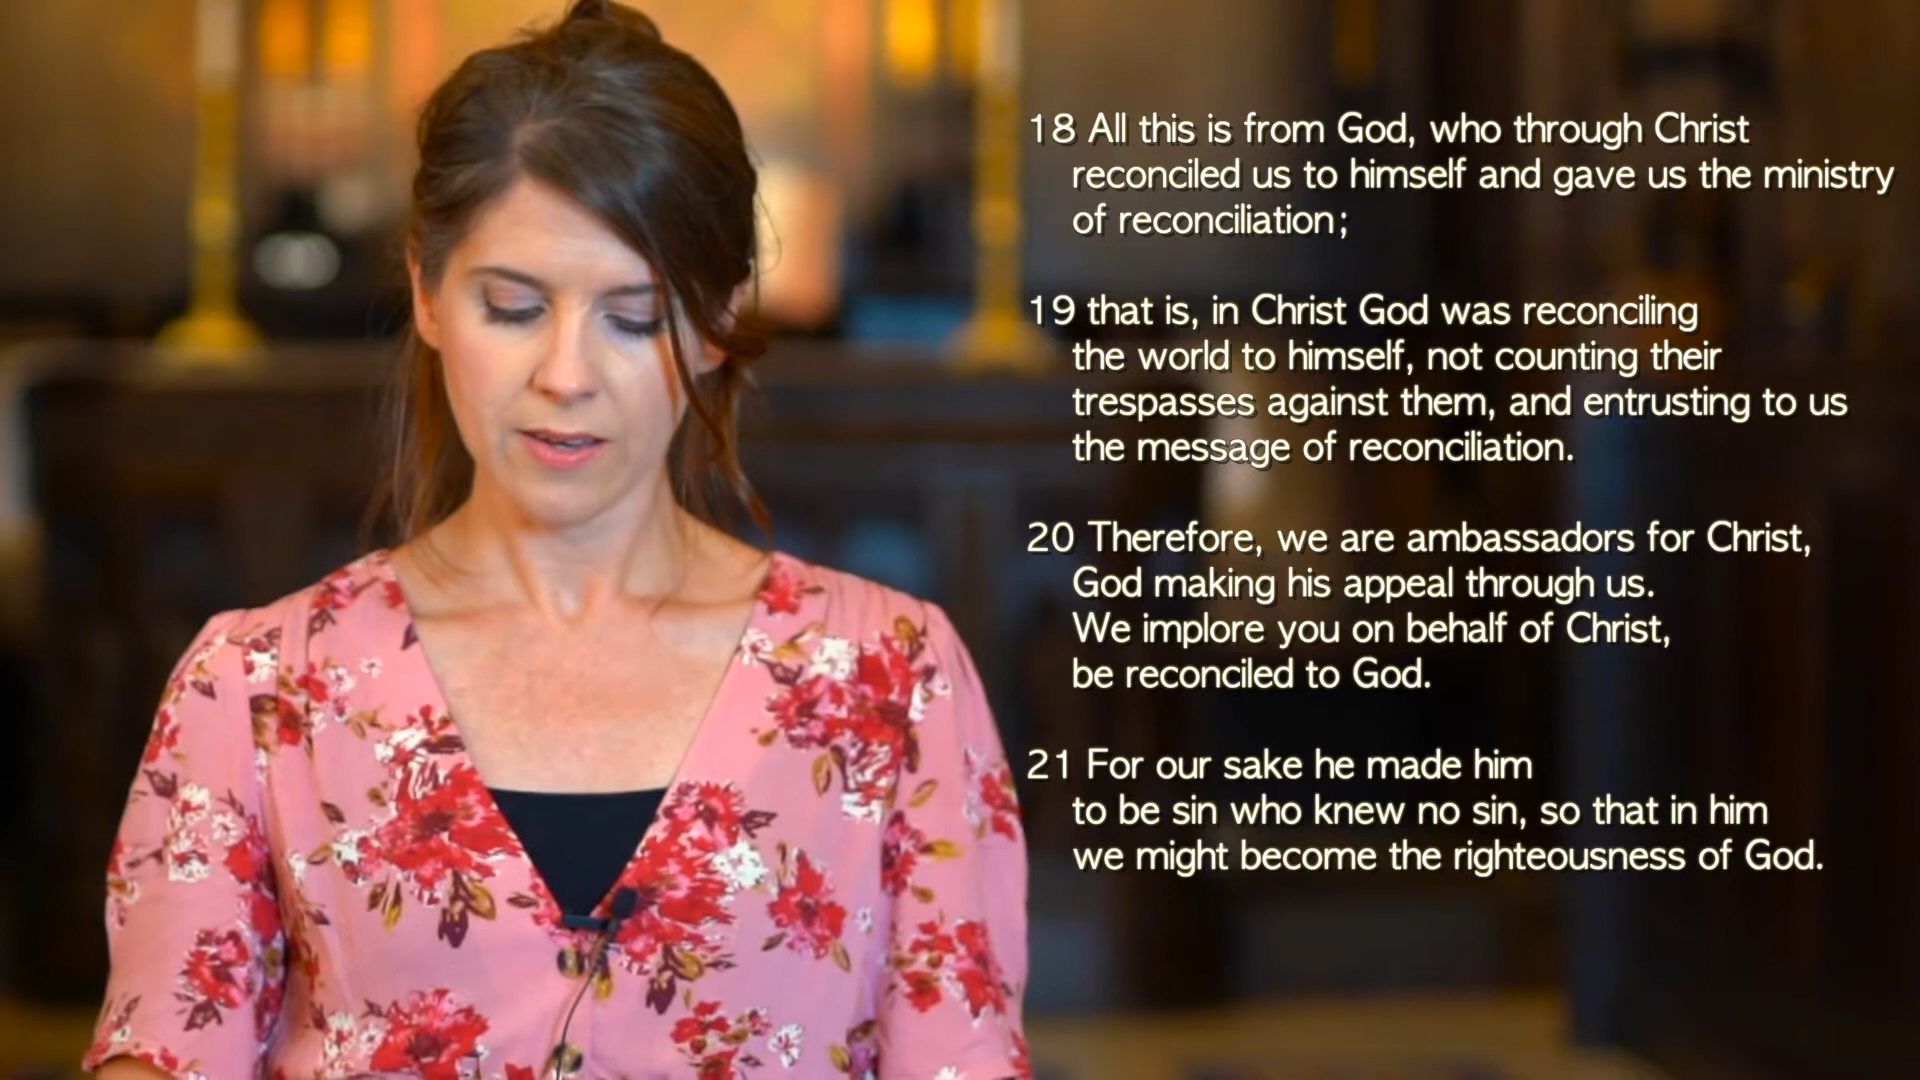 18 All this is from God, who through Christ
reconciled us to himself and gave us the ministry
of reconciliation;
19 that is, in Christ God was reconciling
the world to himself, not counting their
trespasses against them, and entrusting to us
the message of reconciliation.
20 Therefore, we are ambassadors for Christ,
God making his appeal through us.
We implore you on behalf of Christ,
be reconciled to God.
21 For our sake he made him
to be sin who knew no sin, so that in him
we might become the righteousness of God.